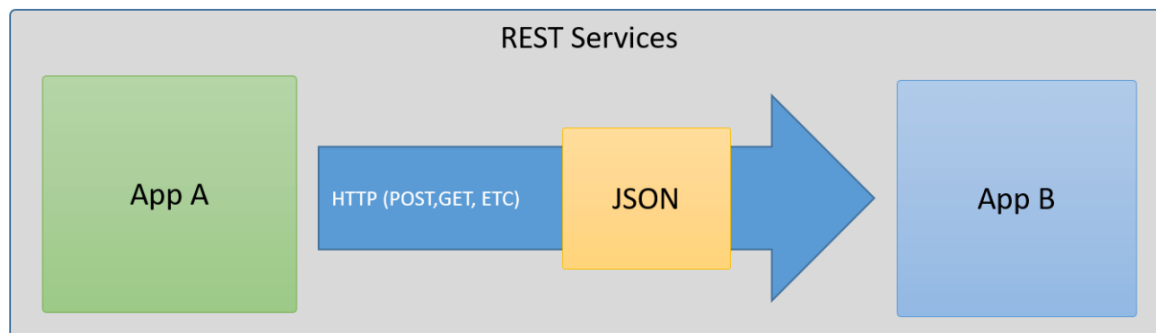 REST Services
App A
HTTP (POST,GET, ETC)
JSON
App B